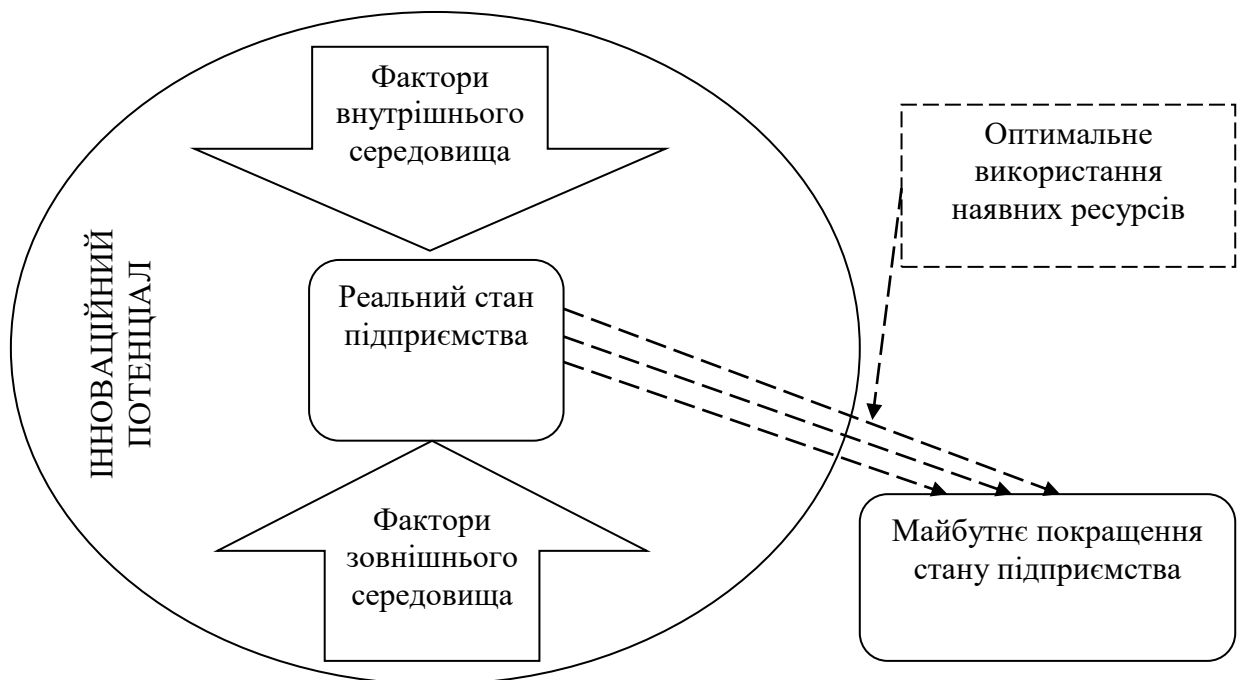 Фактори
внутрішнього
середовища
Оптимальне
використання
наявних ресурсів
ІННОВАЦІЙНИЙ
ПОТЕНЦІАЛ
Реальний стан
підприємства
Фактори
зовнішнього
середовища
Майбутнє покращення
стану підприємства